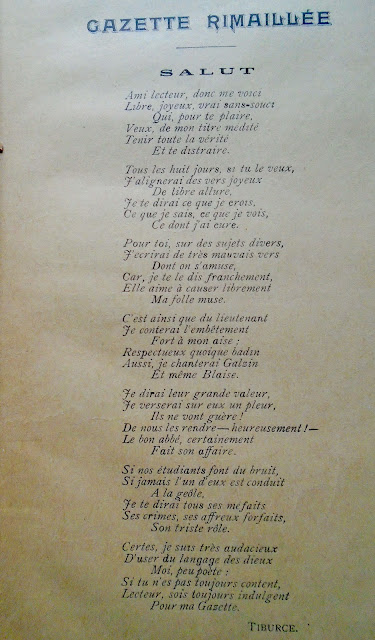 GAZETTE RIMAILLÉE
SALUT
Ami lecteur, donc me voici
Libre, joyeux, vrai sans-souci
Qui, pour te plaire,
Veux, de mon titre médité
Tenir toute la vérité
Et te distraire.
Tous les huit jours, si tu le veux,
J'alignerai des vers joyeux
De libre allure,
Je te dirai ce que je crois,
Ce que je sais, ce que je vois,
Ce dont j'ai cure.
Pour toi, sur des sujets divers,
J'écrirai de très mauvais vers
Dont on s'amuse,
Car, je te le dis franchement,
Elle aime à causer librement
Ma folle muse.
C'est ainsi que du lieutenant
Je conterai l'embêtement
Fort à mon aise ;
Respectueux quoique badin
Aussi, je chanterai Galzin
Et même Blaise.
Je dirai leur grande valeur,
Je verserai sur eux un pleur,
Ils ne vont guère !
De nous les rendre — heureusement ! —
Le bon abbé, certainement
Fait son affaire.
Si nos étudiants font du bruit,
Si jamais l'un d'eux est conduit
A la geôle,
Je te dirai tous ses méfaits
Ses crimes, ses affreux forfaits,
Son triste rôle.
Certes, je suis très audacieux
D'user du langage des dieux
Moi, peu poète ;
Si tu n'es pas toujours content,
Lecteur, sois toujours indulgent
Pour ma Gazette.
TIBURCE.